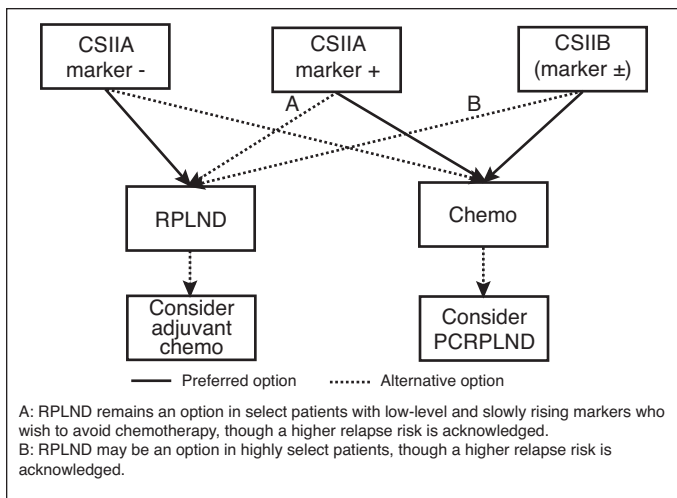 CSIIA
marker -
CSIIA
marker +
CSIIB
(marker ±)
A
B
RPLND
Chemo
Consider
adjuvant
chemo
Consider
PCRPLND
Preferred option
Alternative option
A: RPLND remains an option in select patients with low-level and slowly rising markers who
wish to avoid chemotherapy, though a higher relapse risk is acknowledged.
B: RPLND may be an option in highly select patients, though a higher relapse risk is
acknowledged.